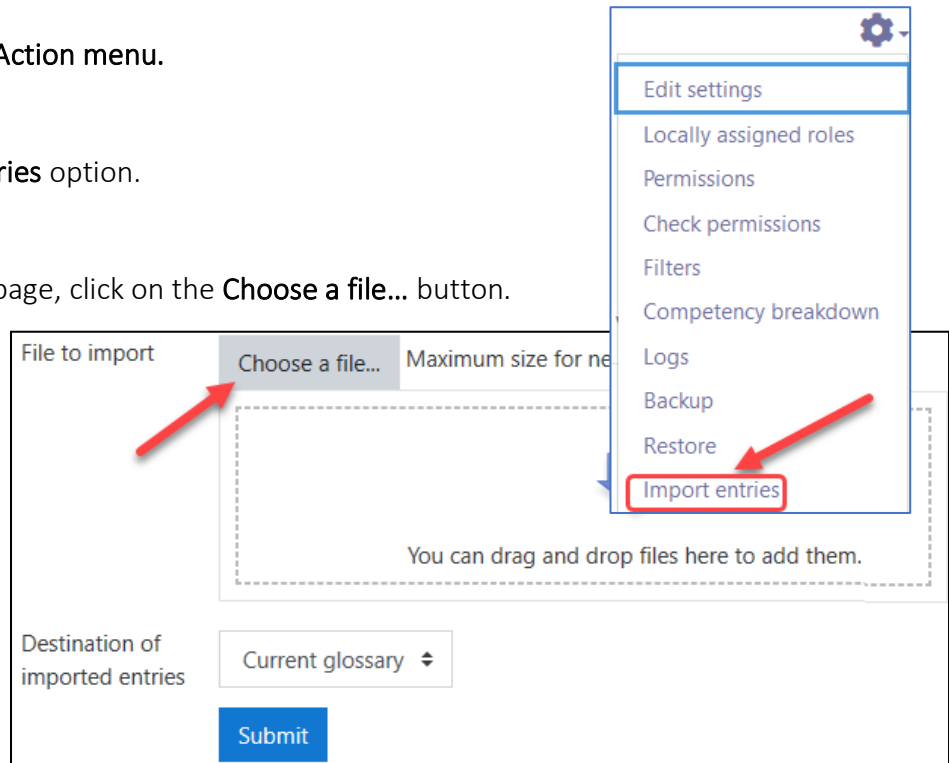 Action menu.
ries option.
page, click on the Choose a file... button.
Edit settings
Locally assigned roles
Permissions
Check permissions
Filters
Competency breakdown
Logs
Backup
Restore
Import entries
File to import
Choose a file...
Maximum size for ne
You can drag and drop files here to add them.
Destination of
imported entries
Current glossary
Submit